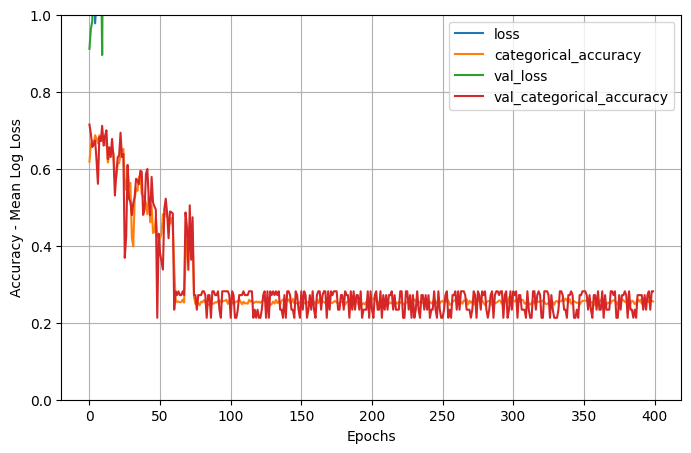 1.0
0.8
0.6
0.4
0.2
0.0
Accuracy - Mean Log Loss
loss
categorical_accuracy
val_loss
val_categorical_accuracy
0 50 100 150 200 250 300 350 400
Epochs